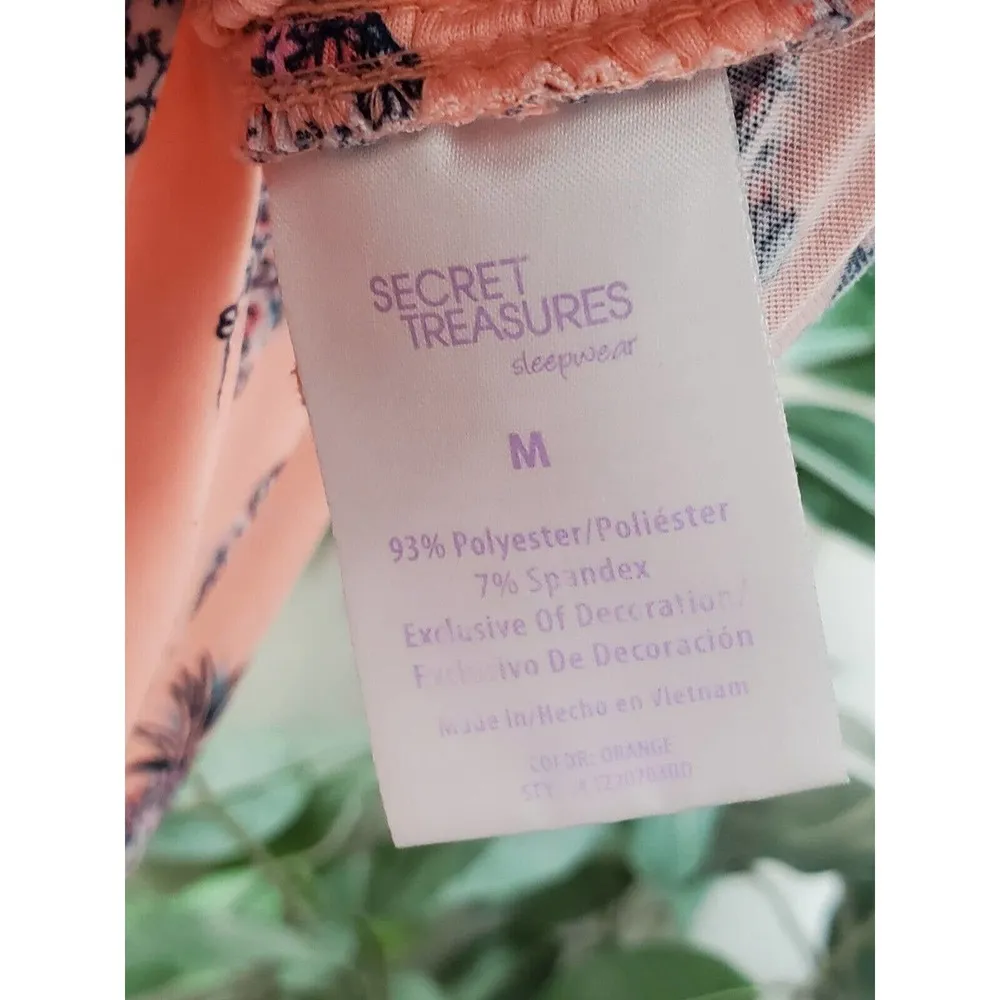 SECRET
TREASURES
sleepwear
M
93% Polyester/Poliéster
7% Spandex
Exclusive Of Decoration/
Exclusivo De Decoración
Made in/Hecho en Vietnam
COLOR: ORANGE